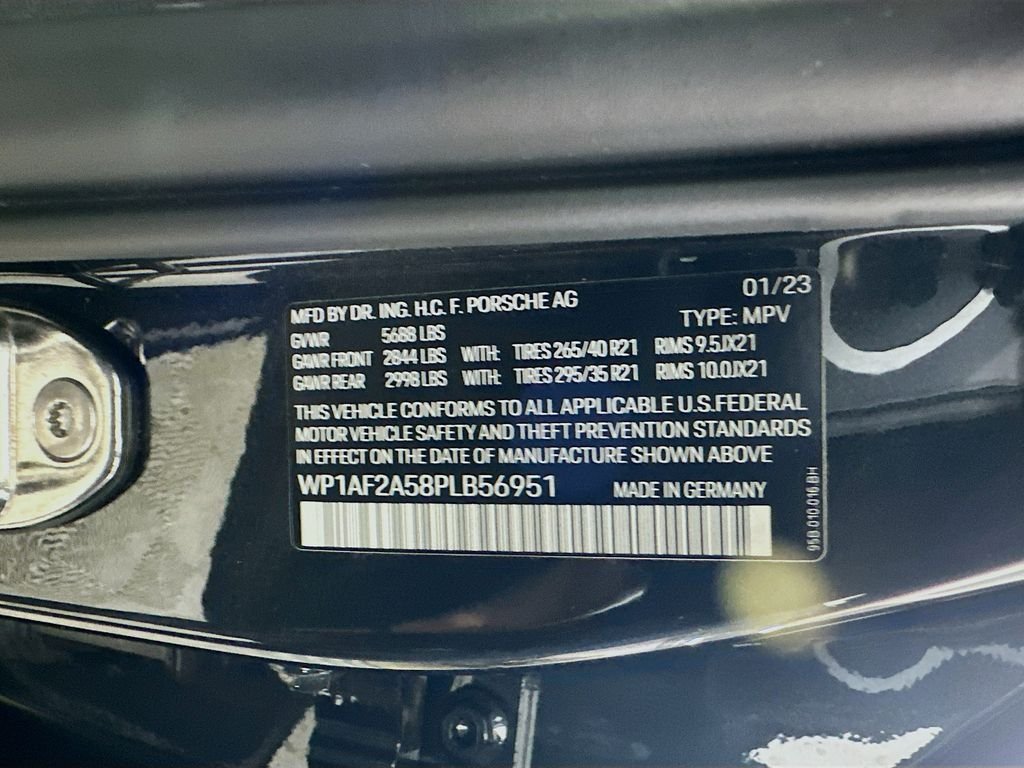 MFD BY DR. ING. H.C. F. PORSCHE AG 01/23
GVWR 5688 LBS TYPE: MPV
GAWR FRONT 2844 LBS WITH: TIRES 265/40 R21 RIMS 9.5JX21
GAWR REAR 2998 LBS WITH: TIRES 295/35 R21 RIMS 10.0JX21
THIS VEHICLE CONFORMS TO ALL APPLICABLE U.S.FEDERAL
MOTOR VEHICLE SAFETY AND THEFT PREVENTION STANDARDS
IN EFFECT ON THE DATE OF MANUFACTURE SHOWN ABOVE
WP1AF2A58PLB56951 MADE IN GERMANY
95B 010 016 BH